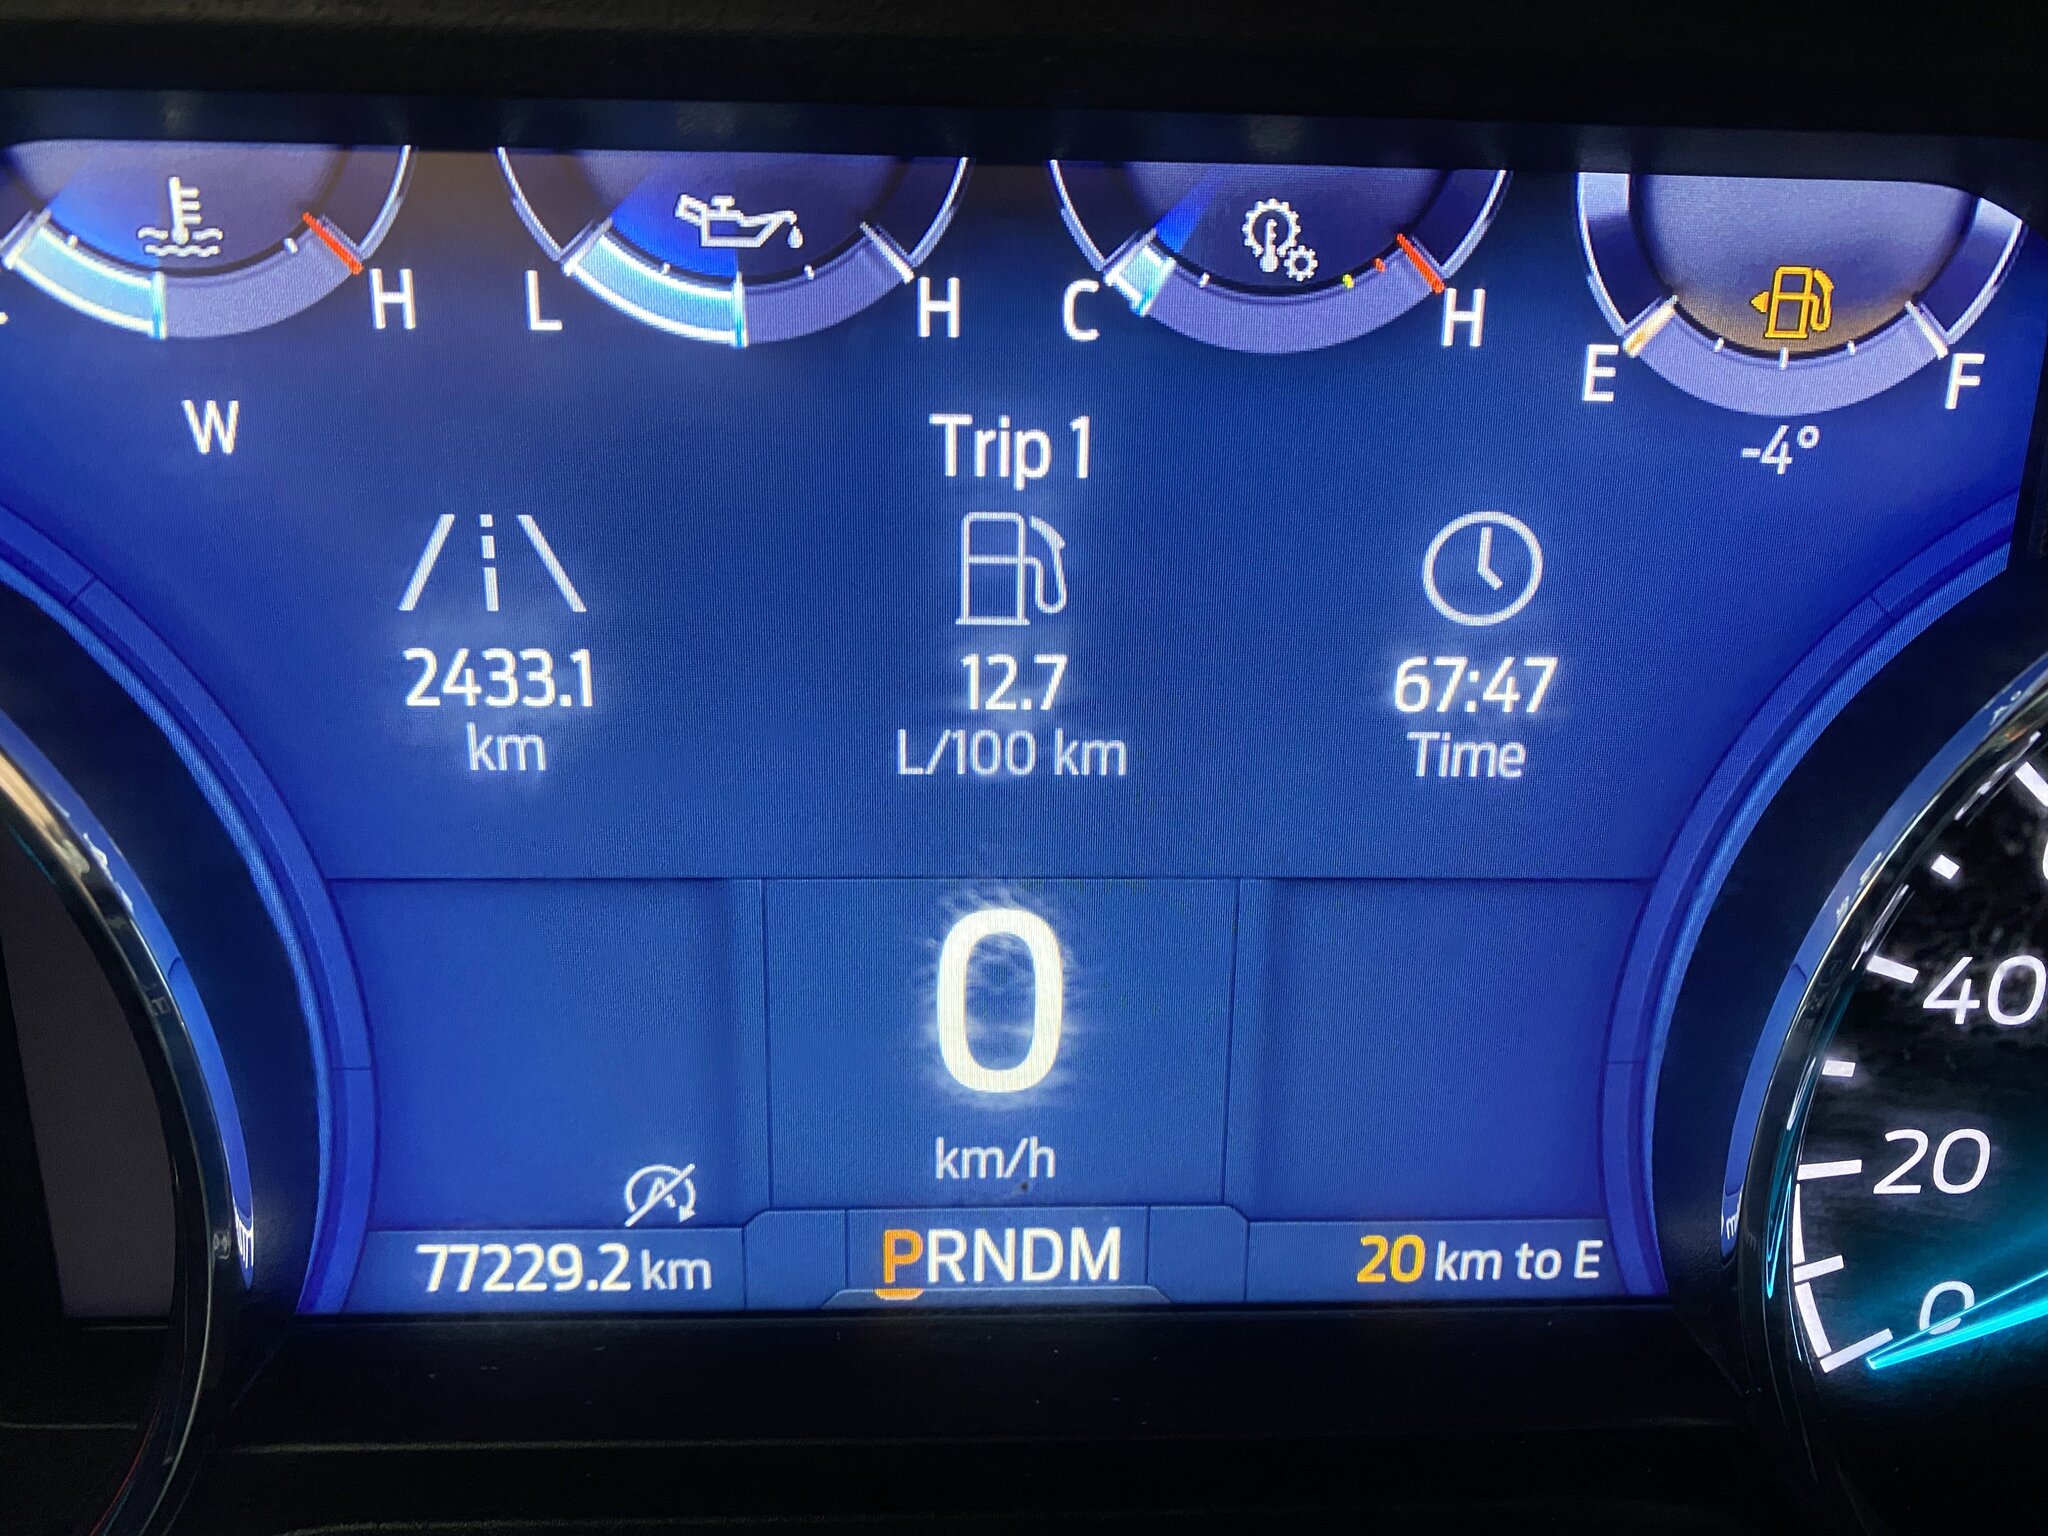 H
L
H
C
H
E
F
W
Trip 1
-4°
2433.1
km
12.7
L/100 km
67:47
Time
0
km/h
77229.2 km
PRNDM
20 km to E
40
20
0